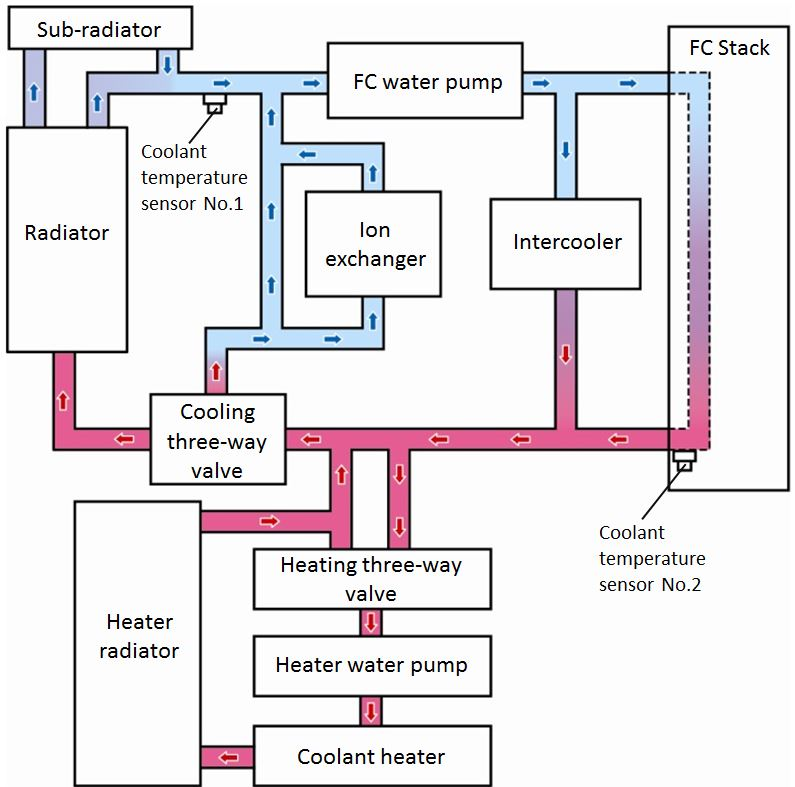 Sub-radiator
FC Stack
FC water pump
Coolant
temperature
sensor No.1
Radiator
Ion
exchanger
Intercooler
Cooling
three-way
valve
Coolant
temperature
sensor No.2
Heating three-way
valve
Heater
radiator
Heater water pump
Coolant heater